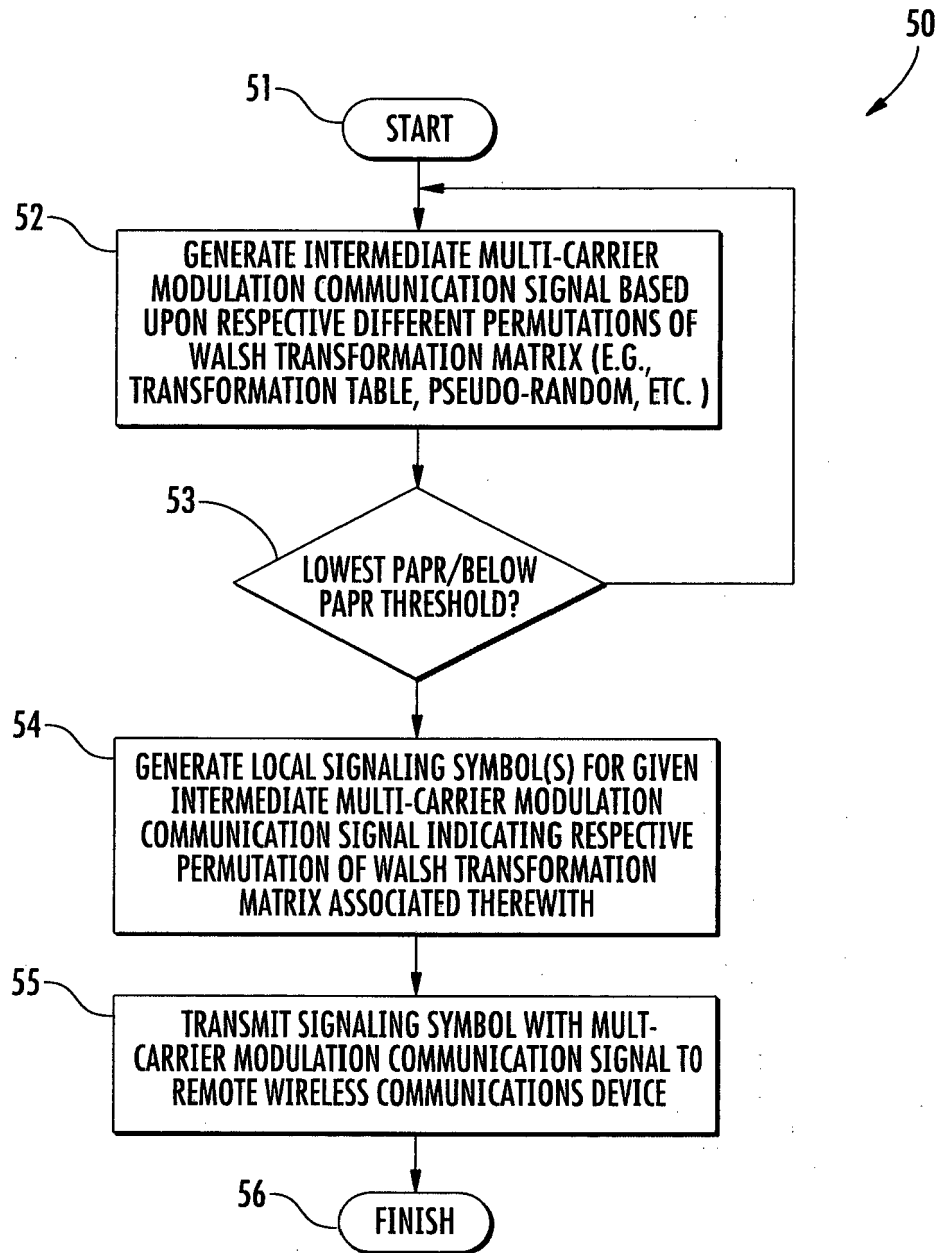 50
51
START
52
GENERATE INTERMEDIATE MULTI-CARRIER
MODULATION COMMUNICATION SIGNAL BASED
UPON RESPECTIVE DIFFERENT PERMUTATIONS OF
WALSH TRANSFORMATION MATRIX (E.G.,
TRANSFORMATION TABLE, PSEUDO-RANDOM, ETC. )
53
LOWEST PAPR/BELOW
PAPR THRESHOLD?
54
GENERATE LOCAL SIGNALING SYMBOL(S) FOR GIVEN
INTERMEDIATE MULTI-CARRIER MODULATION
COMMUNICATION SIGNAL INDICATING RESPECTIVE
PERMUTATION OF WALSH TRANSFORMATION
MATRIX ASSOCIATED THEREWITH
55
TRANSMIT SIGNALING SYMBOL WITH MULT-
CARRIER MODULATION COMMUNICATION SIGNAL TO
REMOTE WIRELESS COMMUNICATIONS DEVICE
56
FINISH